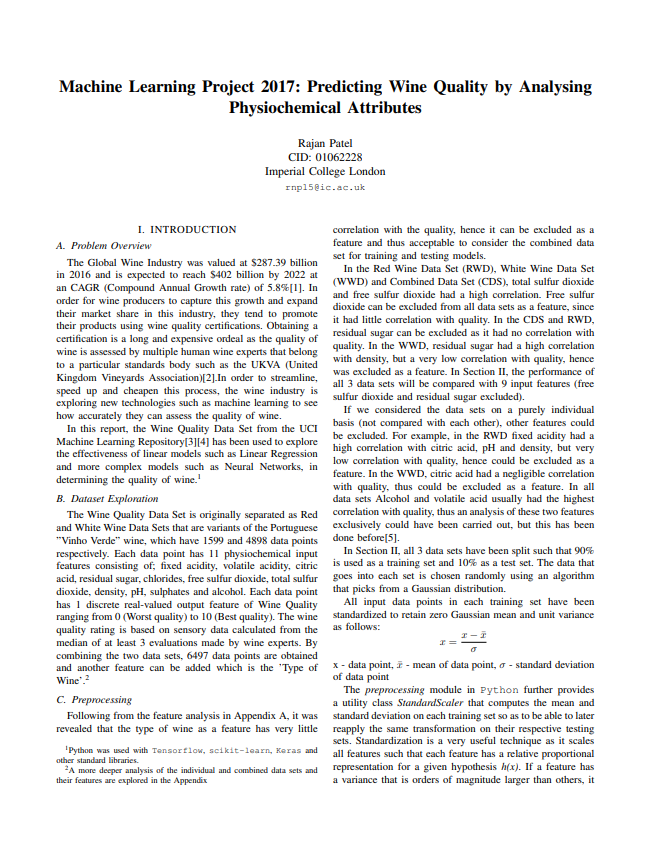 Machine Learning Project 2017: Predicting Wine Quality by Analysing
Physiochemical Attributes
Rajan Patel
CID: 01062228
Imperial College London
rnp15@ic.ac.uk
I. INTRODUCTION
A. Problem Overview
The Global Wine Industry was valued at $287.39 billion
in 2016 and is expected to reach $402 billion by 2022 at
an CAGR (Compound Annual Growth rate) of 5.8%[1]. In
order for wine producers to capture this growth and expand
their market share in this industry, they tend to promote
their products using wine quality certifications. Obtaining a
certification is a long and expensive ordeal as the quality of
wine is assessed by multiple human wine experts that belong
to a particular standards body such as the UKVA (United
Kingdom Vineyards Association)[2].In order to streamline,
speed up and cheapen this process, the wine industry is
exploring new technologies such as machine learning to see
how accurately they can assess the quality of wine.
In this report, the Wine Quality Data Set from the UCI
Machine Learning Repository[3][4] has been used to explore
the effectiveness of linear models such as Linear Regression
and more complex models such as Neural Networks, in
determining the quality of wine.¹
B. Dataset Exploration
The Wine Quality Data Set is originally separated as Red
and White Wine Data Sets that are variants of the Portuguese
”Vinho Verde” wine, which have 1599 and 4898 data points
respectively. Each data point has 11 physiochemical input
features consisting of; fixed acidity, volatile acidity, citric
acid, residual sugar, chlorides, free sulfur dioxide, total sulfur
dioxide, density, pH, sulphates and alcohol. Each data point
has 1 discrete real-valued output feature of Wine Quality
ranging from 0 (Worst quality) to 10 (Best quality). The wine
quality rating is based on sensory data calculated from the
median of at least 3 evaluations made by wine experts. By
combining the two data sets, 6497 data points are obtained
and another feature can be added which is the ’Type of
Wine’.²
C. Preprocessing
Following from the feature analysis in Appendix A, it was
revealed that the type of wine as a feature has very little
¹Python was used with Tensorflow, scikit-learn, Keras and
other standard libraries.
²A more deeper analysis of the individual and combined data sets and
their features are explored in the Appendix
correlation with the quality, hence it can be excluded as a
feature and thus acceptable to consider the combined data
set for training and testing models.
In the Red Wine Data Set (RWD), White Wine Data Set
(WWD) and Combined Data Set (CDS), total sulfur dioxide
and free sulfur dioxide had a high correlation. Free sulfur
dioxide can be excluded from all data sets as a feature, since
it had little correlation with quality. In the CDS and RWD,
residual sugar can be excluded as it had no correlation with
quality. In the WWD, residual sugar had a high correlation
with density, but a very low correlation with quality, hence
was excluded as a feature. In Section II, the performance of
all 3 data sets will be compared with 9 input features (free
sulfur dioxide and residual sugar excluded).
If we considered the data sets on a purely individual
basis (not compared with each other), other features could
be excluded. For example, in the RWD fixed acidity had a
high correlation with citric acid, pH and density, but very
low correlation with quality, hence could be excluded as a
feature. In the WWD, citric acid had a negligible correlation
with quality, thus could be excluded as a feature. In all
data sets Alcohol and volatile acid usually had the highest
correlation with quality, thus an analysis of these two features
exclusively could have been carried out, but this has been
done before[5].
In Section II, all 3 data sets have been split such that 90%
is used as a training set and 10% as a test set. The data that
goes into each set is chosen randomly using an algorithm
that picks from a Gaussian distribution.
All input data points in each training set have been
standardized to retain zero Gaussian mean and unit variance
as follows:
x = (x − x̄) / σ
x - data point, x̄ - mean of data point, σ - standard deviation
of data point
The preprocessing module in Python further provides
a utility class StandardScaler that computes the mean and
standard deviation on each training set so as to be able to later
reapply the same transformation on their respective testing
sets. Standardization is a very useful technique as it scales
all features such that each feature has a relative proportional
representation for a given hypothesis h(x). If a feature has
a variance that is orders of magnitude larger than others, it